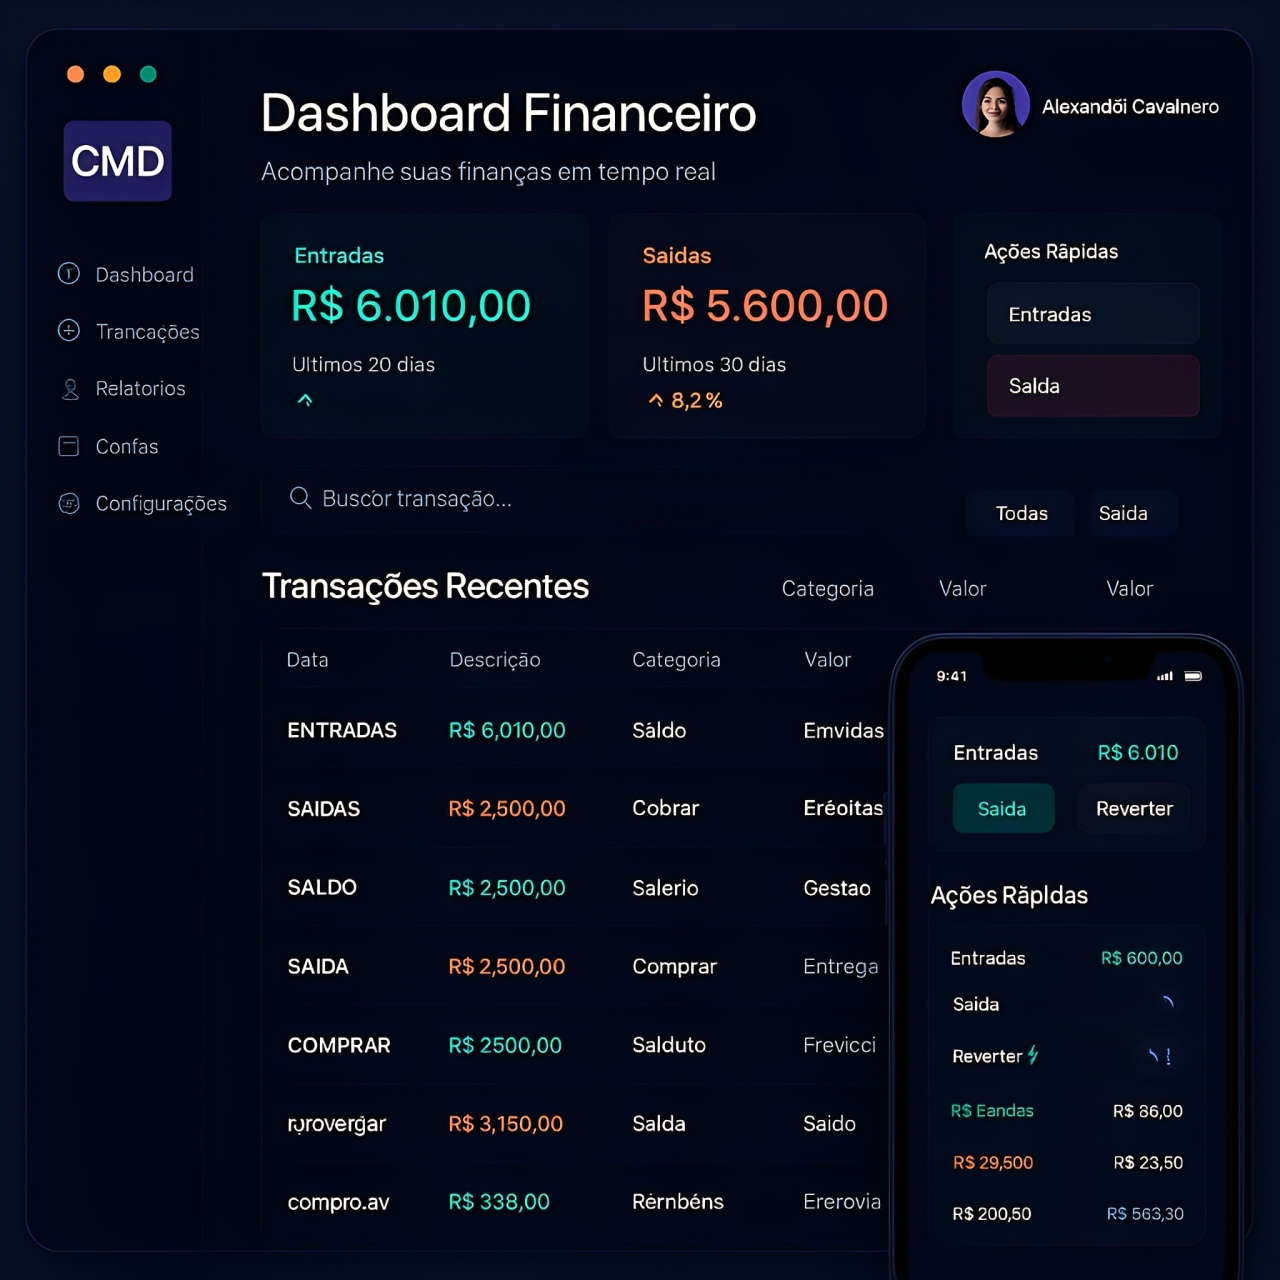 CMD
Dashboard
Trancações
Relatorios
Confas
Configurações
Dashboard Financeiro
Acompanhe suas finanças em tempo real
Alexandöi Cavalnero
Entradas
R$ 6.010,00
Ultimos 20 dias
Saidas
R$ 5.600,00
Ultimos 30 dias
8,2 %
Ações Râpidas
Entradas
Salda
Buscor transação...
Todas Saida
Transações Recentes Categoria Valor Valor
Data Descrição Categoria Valor
ENTRADAS R$ 6,010,00 Sáldo Emvidas
SAIDAS R$ 2,500,00 Cobrar Eréoitas
SALDO R$ 2,500,00 Salerio Gestao
SAIDA R$ 2,500,00 Comprar Entrega
COMPRAR R$ 2500,00 Salduto Frevicci
R$ 3,150,00 Salda Saido
compro.av R$ 338,00 Rérnbéns Ererovia
9:41
Entradas R$ 6.010
Saida Reverter
Ações Răpldas
Entradas R$ 600,00
Saida
Reverter
R$ Eandas R$ 86,00
R$ 29,500 R$ 23,50
R$ 200,50 R$ 563,30